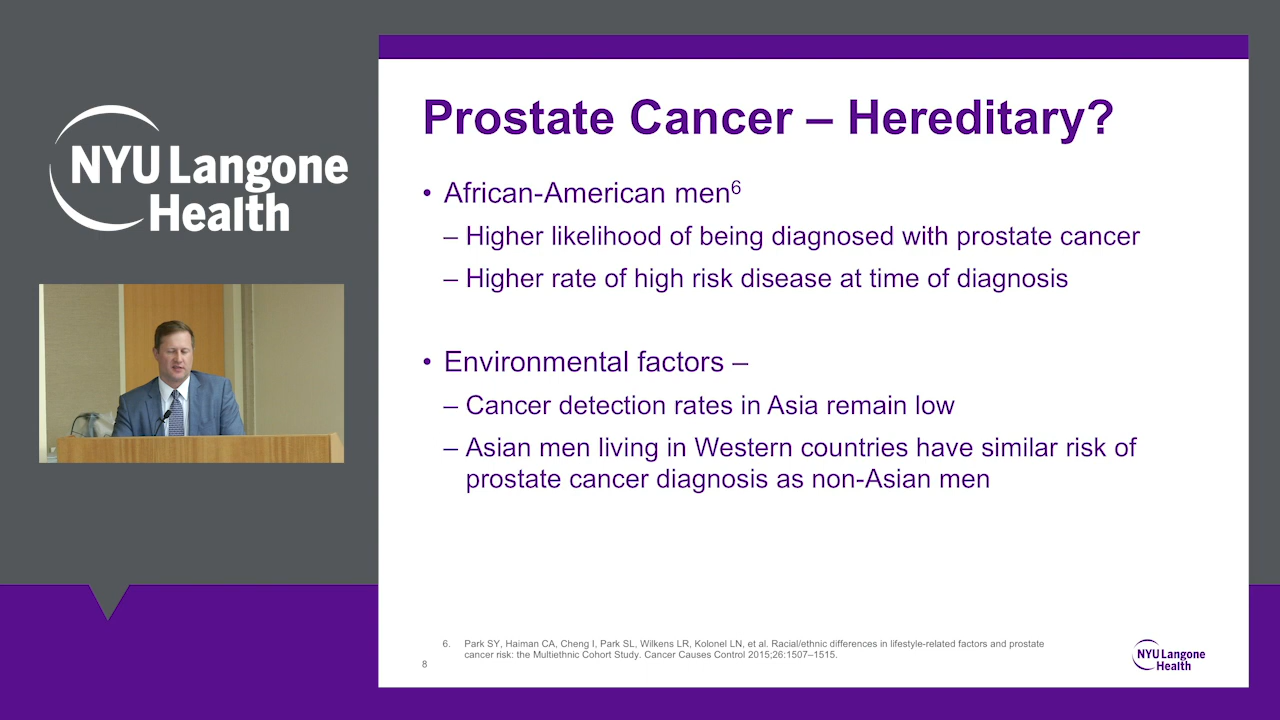 NYU Langone
Health
Prostate Cancer – Hereditary?
• African-American men6
– Higher likelihood of being diagnosed with prostate cancer
– Higher rate of high risk disease at time of diagnosis
• Environmental factors –
– Cancer detection rates in Asia remain low
– Asian men living in Western countries have similar risk of
prostate cancer diagnosis as non-Asian men
6. Park SY, Haiman CA, Cheng I, Park SL, Wilkens LR, Kolonel LN, et al. Racial/ethnic differences in lifestyle-related factors and prostate
cancer risk: the Multiethnic Cohort Study. Cancer Causes Control 2015;26:1507–1515.
8
NYU Langone
Health